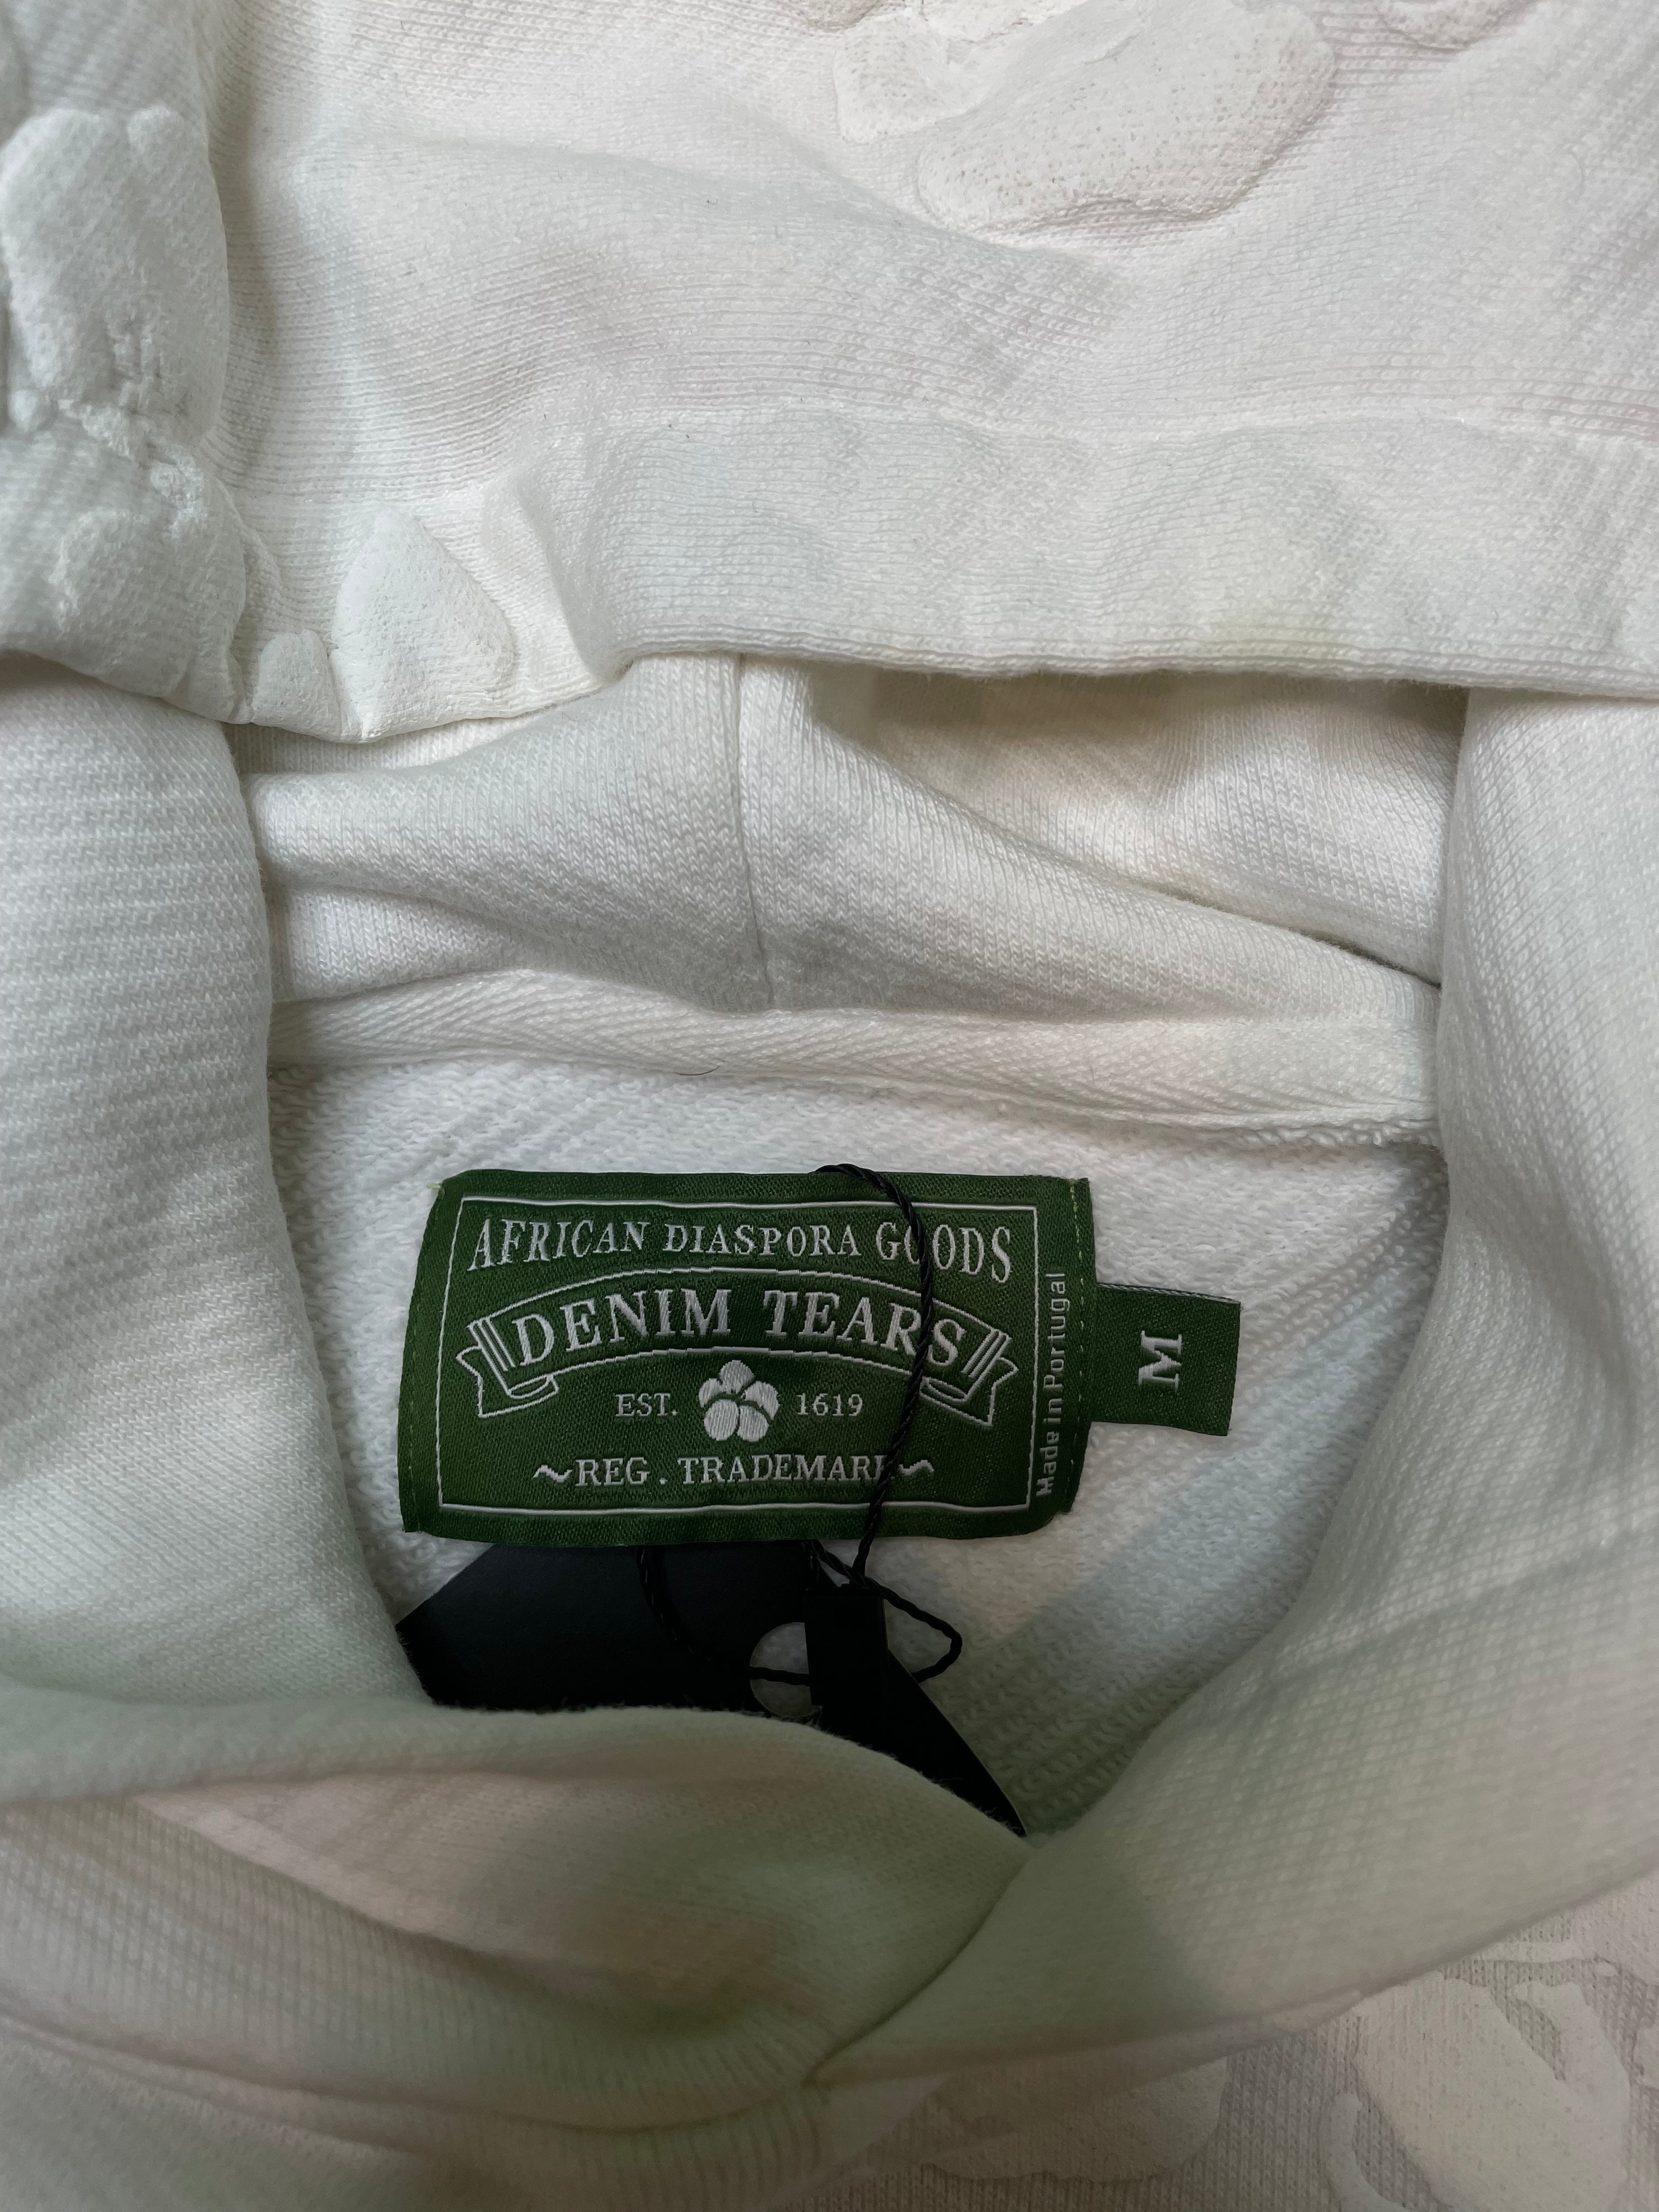 AFRICAN DIASPORA GOODS
DENIM TEARS
EST. 1619
~REG. TRADEMARK~
Made in Portugal
M